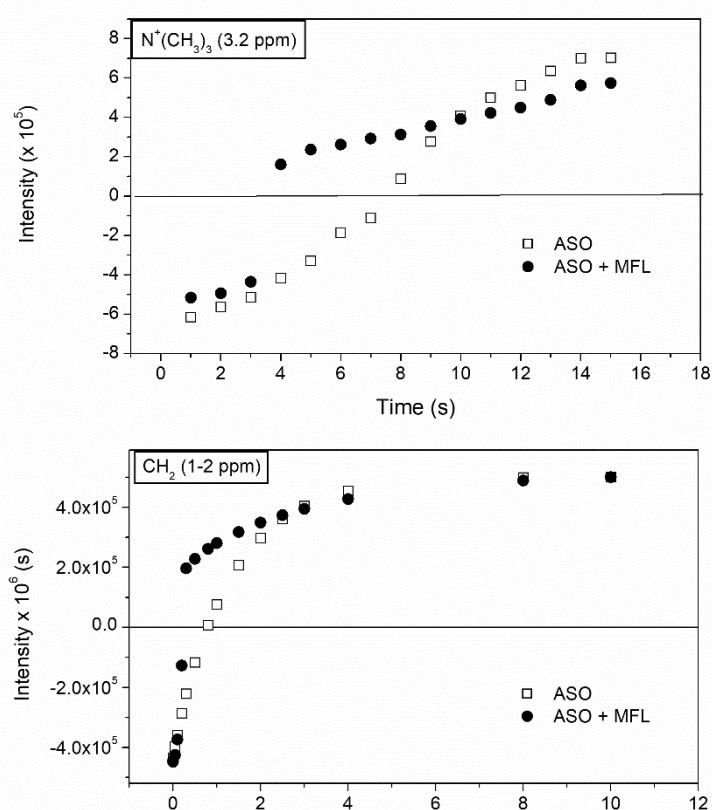 N⁺(CH₃)₃ (3.2 ppm)
8
6
4
2
0
-2
-4
-6
-8
Intensity (x 10⁵)
ASO
ASO + MFL
0 2 4 6 8 10 12 14 16 18
Time (s)
CH₂ (1-2 ppm)
4.0x10⁵
2.0x10⁵
0.0
-2.0x10⁵
-4.0x10⁵
Intensity x 10⁶ (s)
ASO
ASO + MFL
0 2 4 6 8 10 12